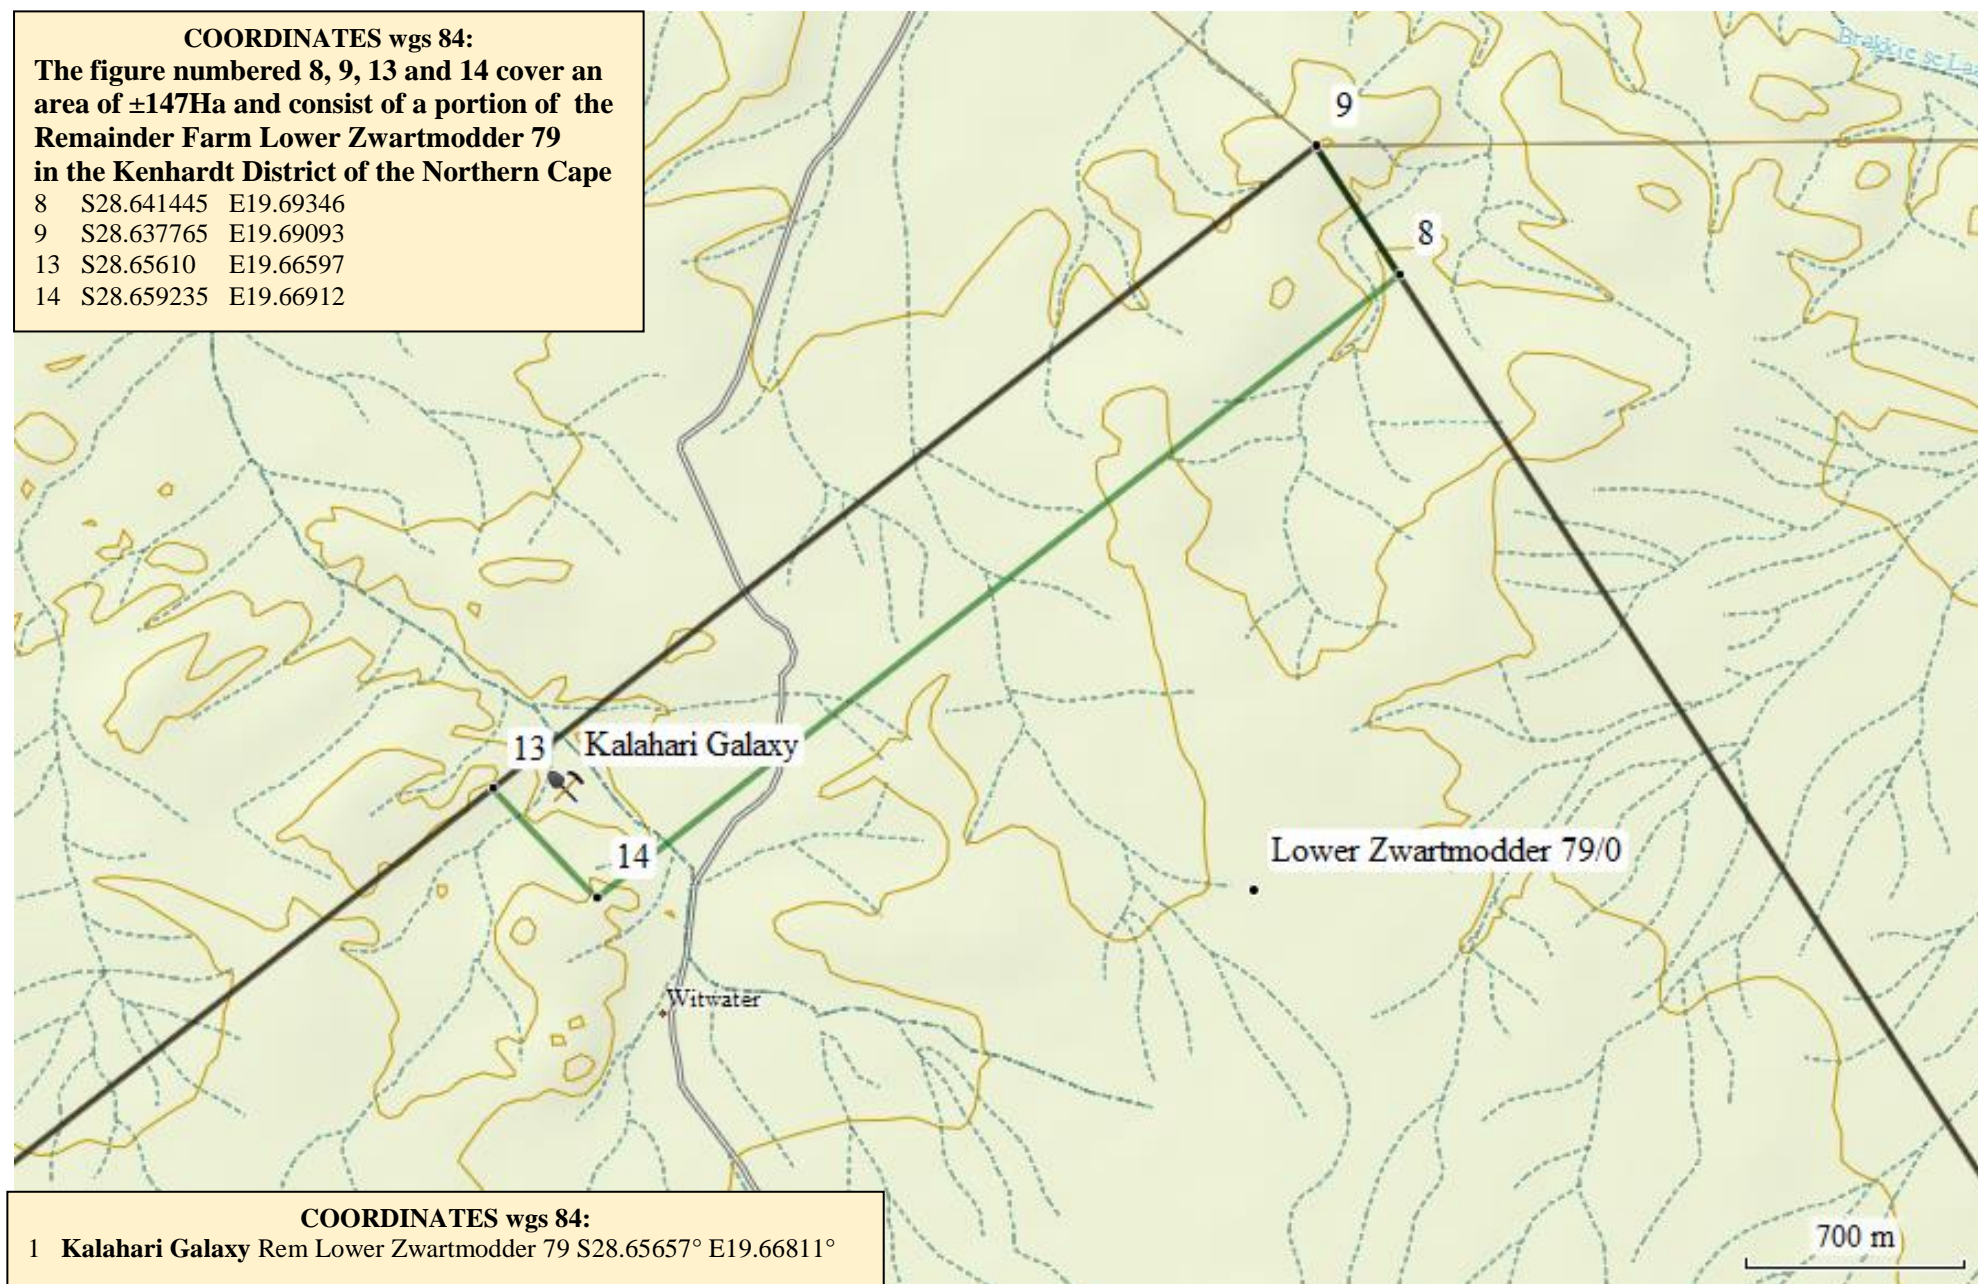 COORDINATES wgs 84:
The figure numbered 8, 9, 13 and 14 cover an
area of ±147Ha and consist of a portion of the
Remainder Farm Lower Zwartmodder 79
in the Kenhardt District of the Northern Cape
8 S28.641445 E19.69346
9 S28.637765 E19.69093
13 S28.65610 E19.66597
14 S28.659235 E19.66912
Brakkie se Laa
9
8
13
Kalahari Galaxy
14
Lower Zwartmodder 79/0
Witwater
COORDINATES wgs 84:
1 Kalahari Galaxy Rem Lower Zwartmodder 79 S28.65657° E19.66811°
700 m